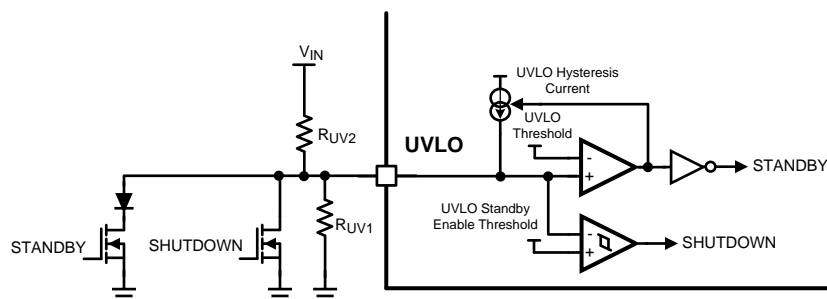 VIN
UVLO Hysteresis
Current
RUV2
UVLO
UVLO
Threshold
-
+
STANDBY
STANDBY
SHUTDOWN
RUV1
UVLO Standby
Enable Threshold
-
+
SHUTDOWN